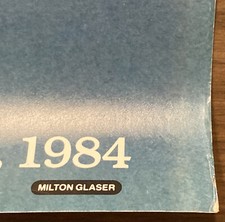 , 1984
MILTON GLASER